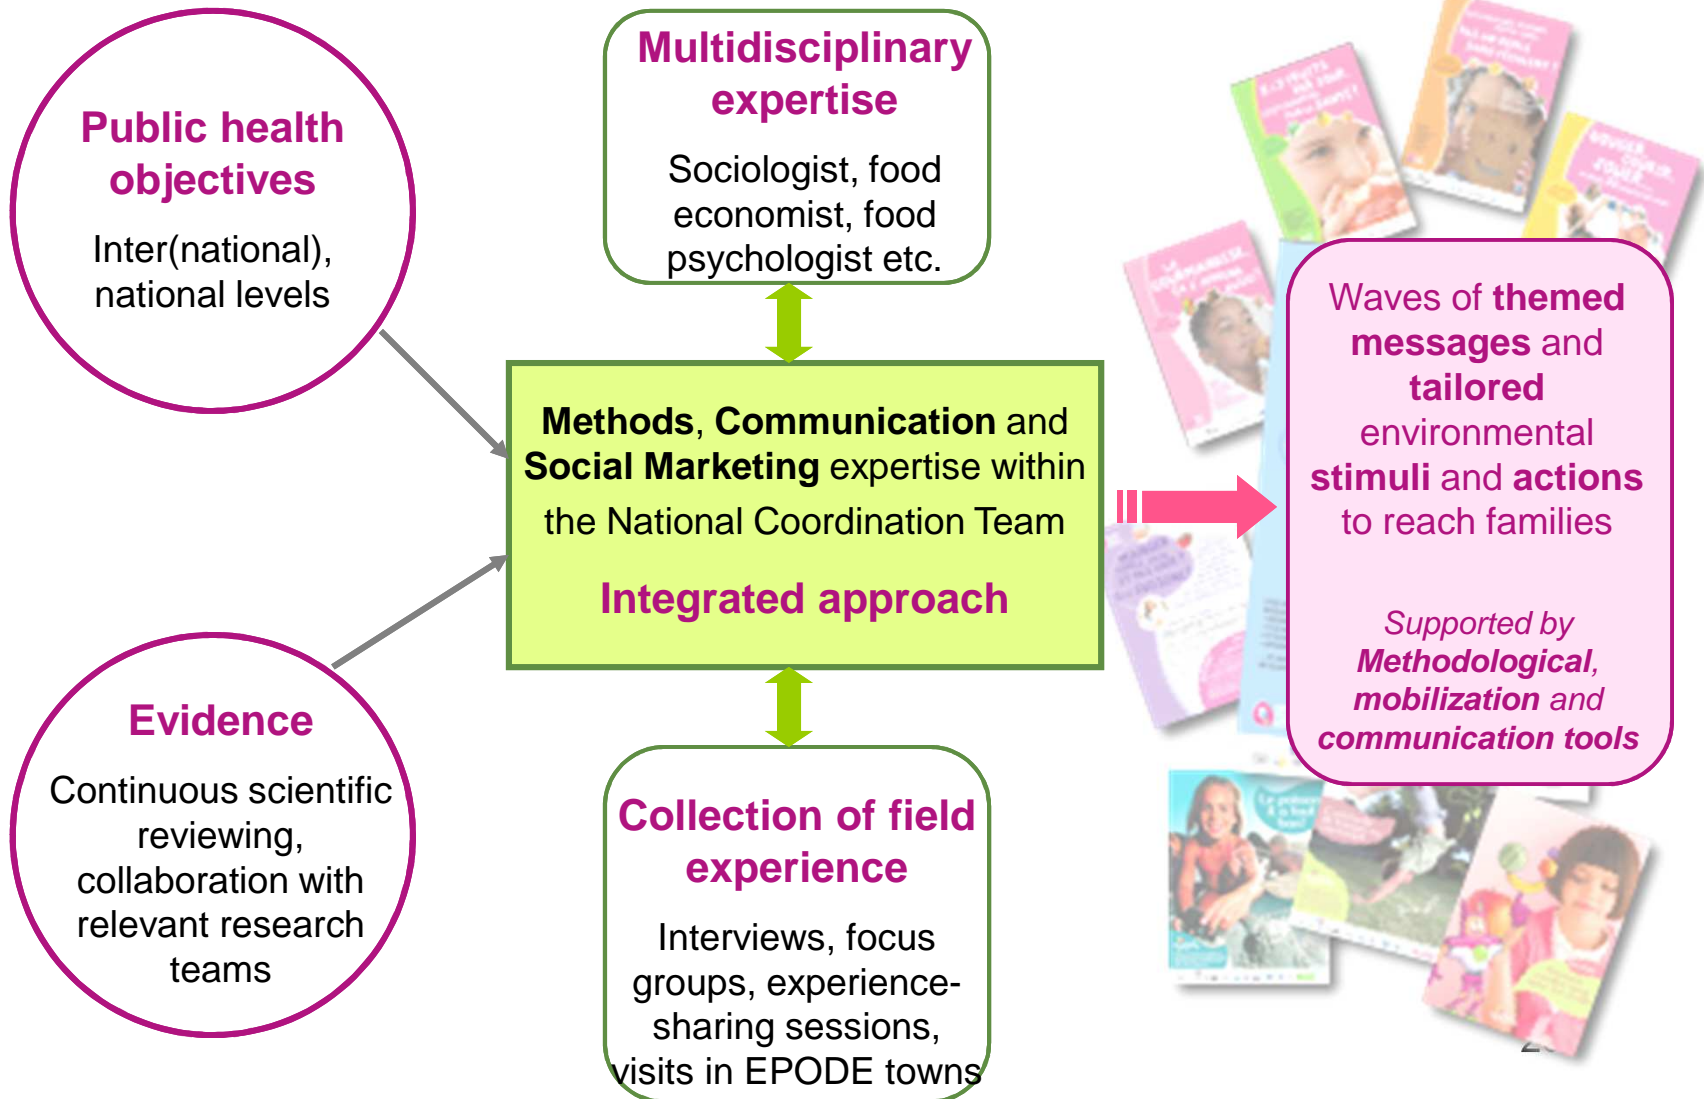 Public health
objectives
Inter(national),
national levels
Multidisciplinary
expertise
Sociologist, food
economist, food
psychologist etc.
Methods, Communication and
Social Marketing expertise within
the National Coordination Team
Integrated approach
Evidence
Continuous scientific
reviewing,
collaboration with
relevant research
teams
Collection of field
experience
Interviews, focus
groups, experience-
sharing sessions,
visits in EPODE towns
Waves of themed
messages and
tailored
environmental
stimuli and actions
to reach families
Supported by
Methodological,
mobilization and
communication tools